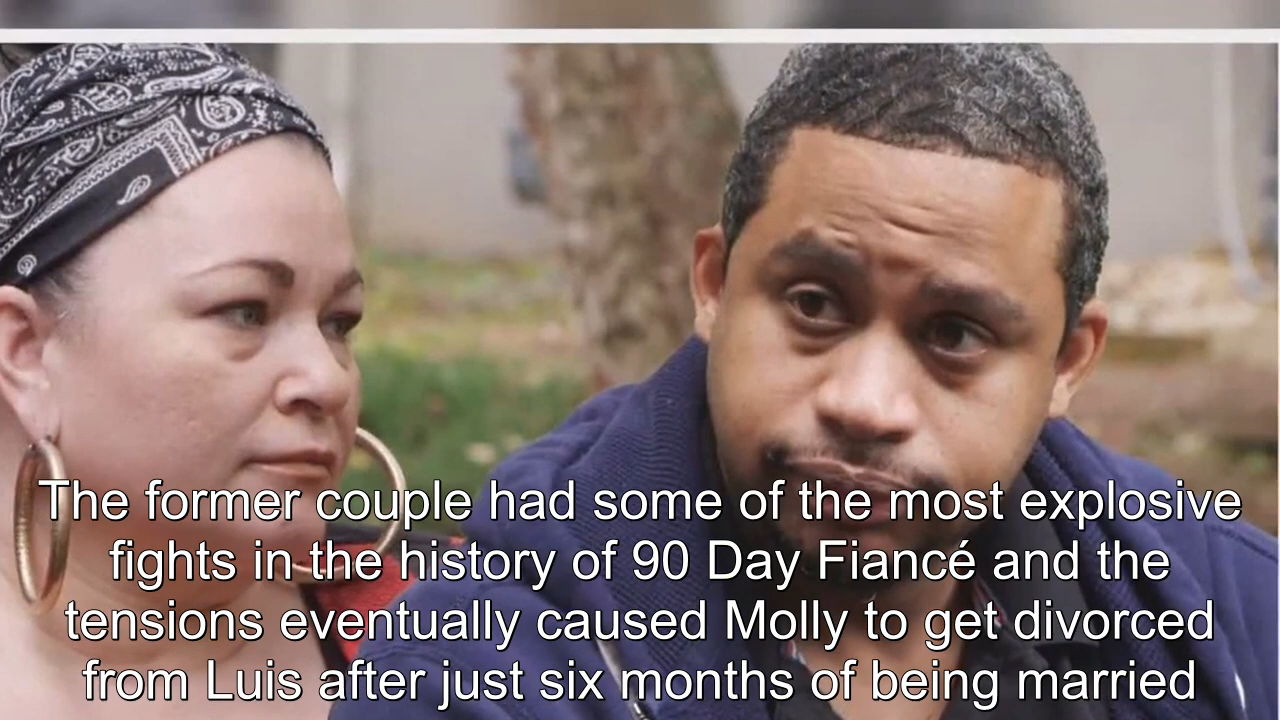 The former couple had some of the most explosive
fights in the history of 90 Day Fiancé and the
tensions eventually caused Molly to get divorced
from Luis after just six months of being married